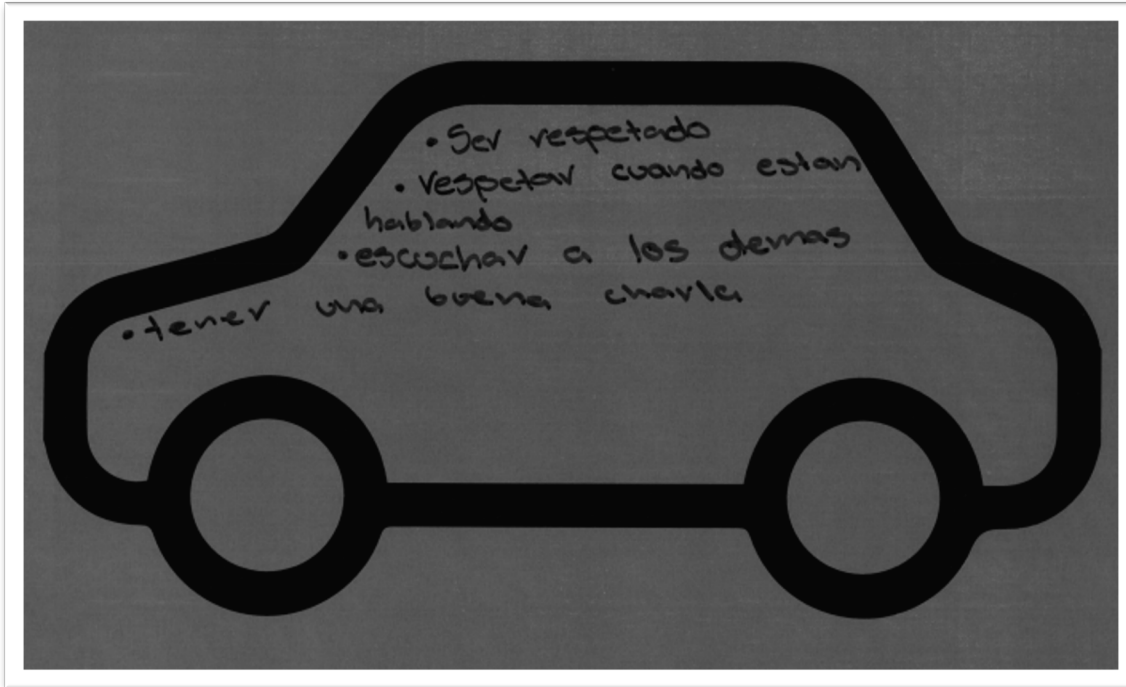 • Ser respetado
• respetar cuando estan
hablando
• escuchar a los demas
• tener una buena charla